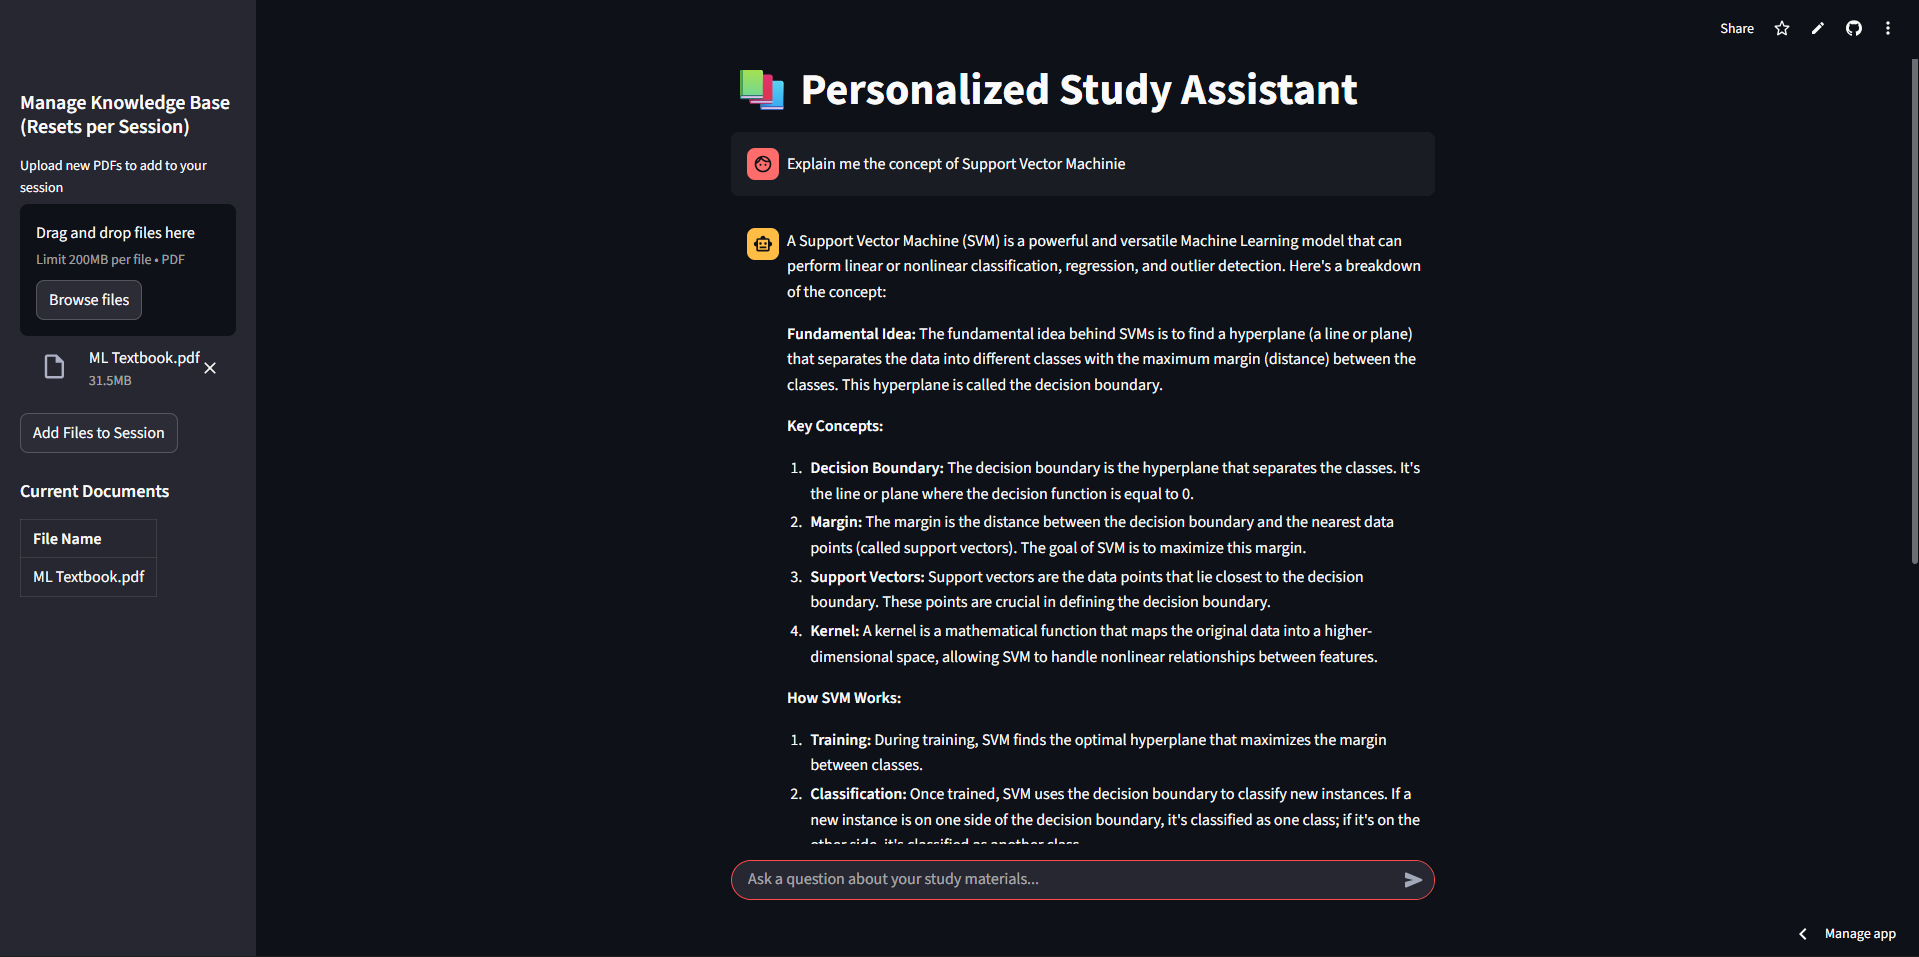 Share
Manage Knowledge Base
(Resets per Session)
Upload new PDFs to add to your
session
Drag and drop files here
Limit 200MB per file • PDF
Browse files
ML Textbook.pdf
31.5MB
Add Files to Session
Current Documents
File Name
ML Textbook.pdf
Personalized Study Assistant
Explain me the concept of Support Vector Machinie
A Support Vector Machine (SVM) is a powerful and versatile Machine Learning model that can
perform linear or nonlinear classification, regression, and outlier detection. Here's a breakdown
of the concept:
Fundamental Idea: The fundamental idea behind SVMs is to find a hyperplane (a line or plane)
that separates the data into different classes with the maximum margin (distance) between the
classes. This hyperplane is called the decision boundary.
Key Concepts:
1. Decision Boundary: The decision boundary is the hyperplane that separates the classes. It's
the line or plane where the decision function is equal to 0.
2. Margin: The margin is the distance between the decision boundary and the nearest data
points (called support vectors). The goal of SVM is to maximize this margin.
3. Support Vectors: Support vectors are the data points that lie closest to the decision
boundary. These points are crucial in defining the decision boundary.
4. Kernel: A kernel is a mathematical function that maps the original data into a higher-
dimensional space, allowing SVM to handle nonlinear relationships between features.
How SVM Works:
1. Training: During training, SVM finds the optimal hyperplane that maximizes the margin
between classes.
2. Classification: Once trained, SVM uses the decision boundary to classify new instances. If a
new instance is on one side of the decision boundary, it's classified as one class; if it's on the
other side, it's classified as another class.
Ask a question about your study materials...
Manage app